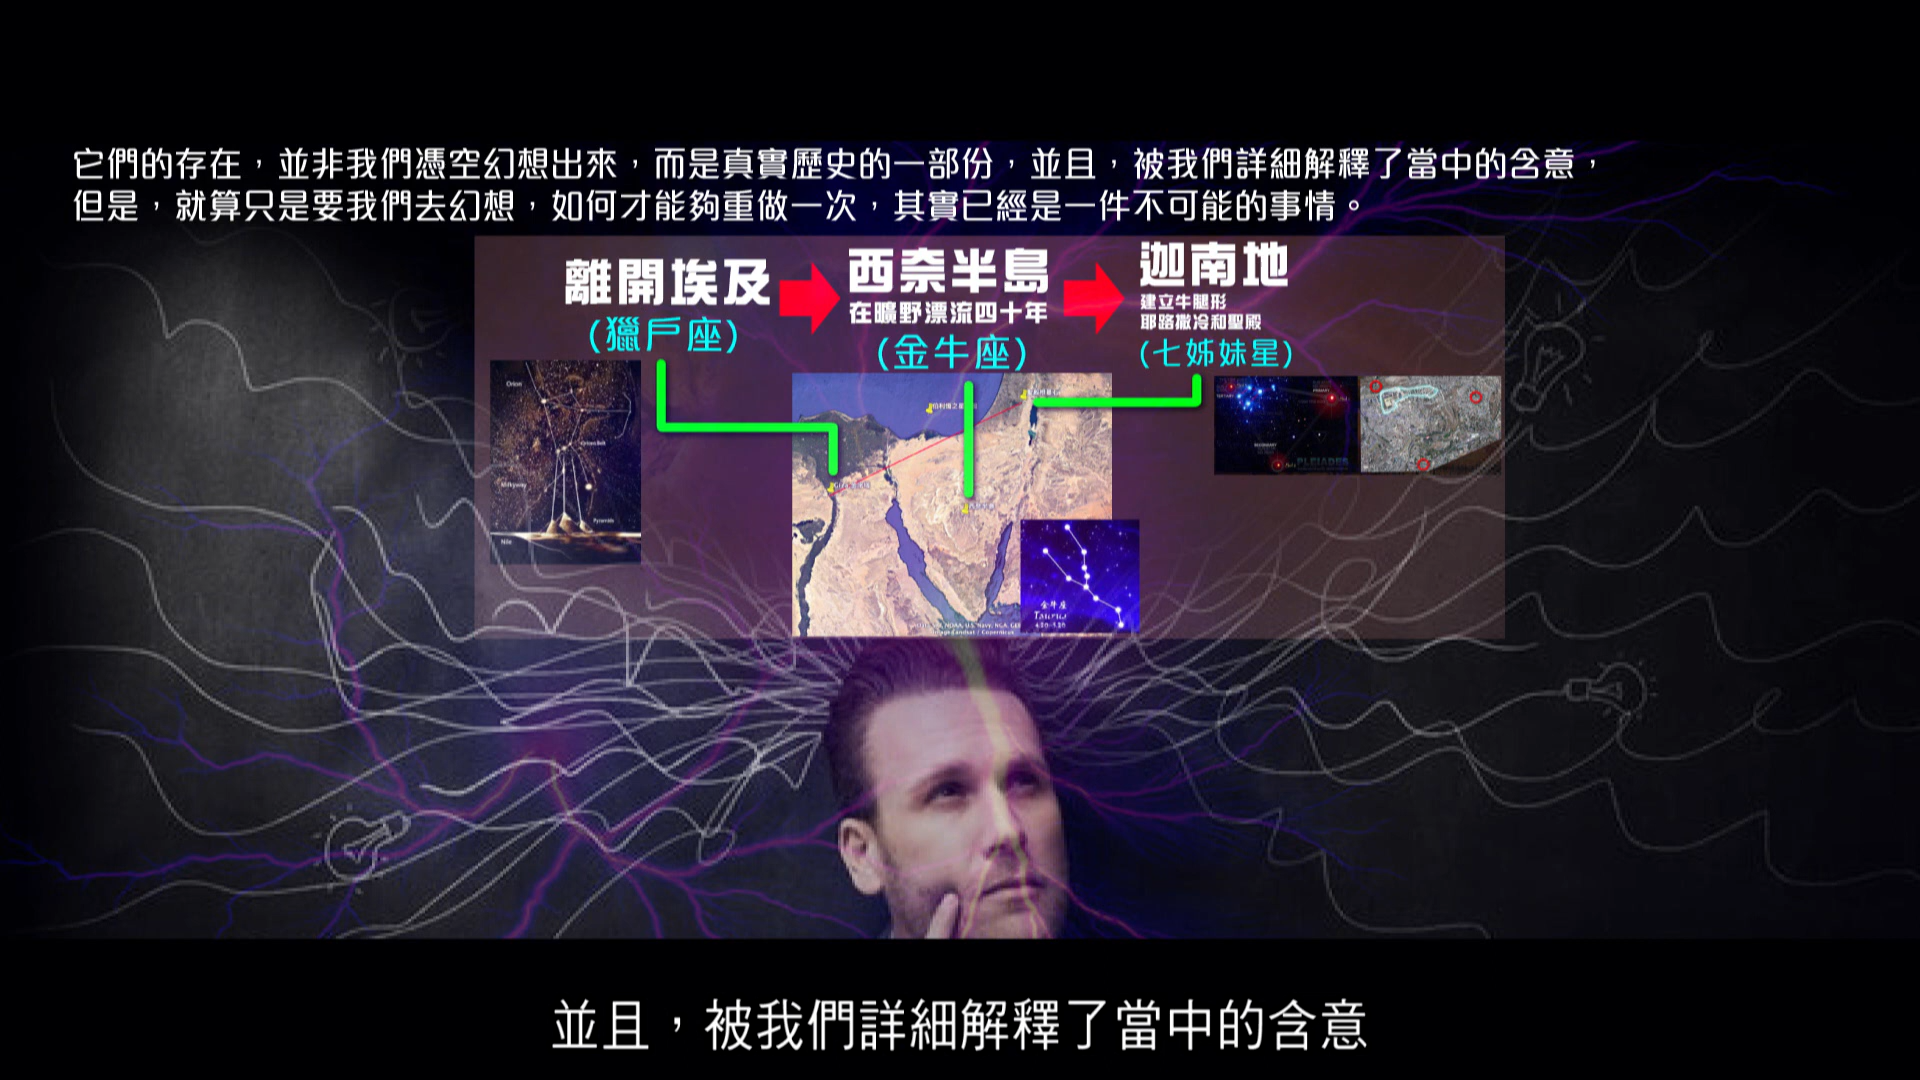 它們的存在，並非我們憑空幻想出來，而是真實歷史的一部份，並且，被我們詳細解釋了當中的含意，
但是，就算只是要我們去幻想，如何才能夠重做一次，其實已經是一件不可能的事情。
離開埃及
(獵戶座)
西奈半島
在曠野漂流四十年
(金牛座)
迦南地
建立牛腿形
耶路撒冷和聖殿
(七姊妹星)
Orion
Orion Belt
Milkyway
Pyramids
Nile
PLEIADES
金牛座
Taurus
4.20-5.20
並且，被我們詳細解釋了當中的含意